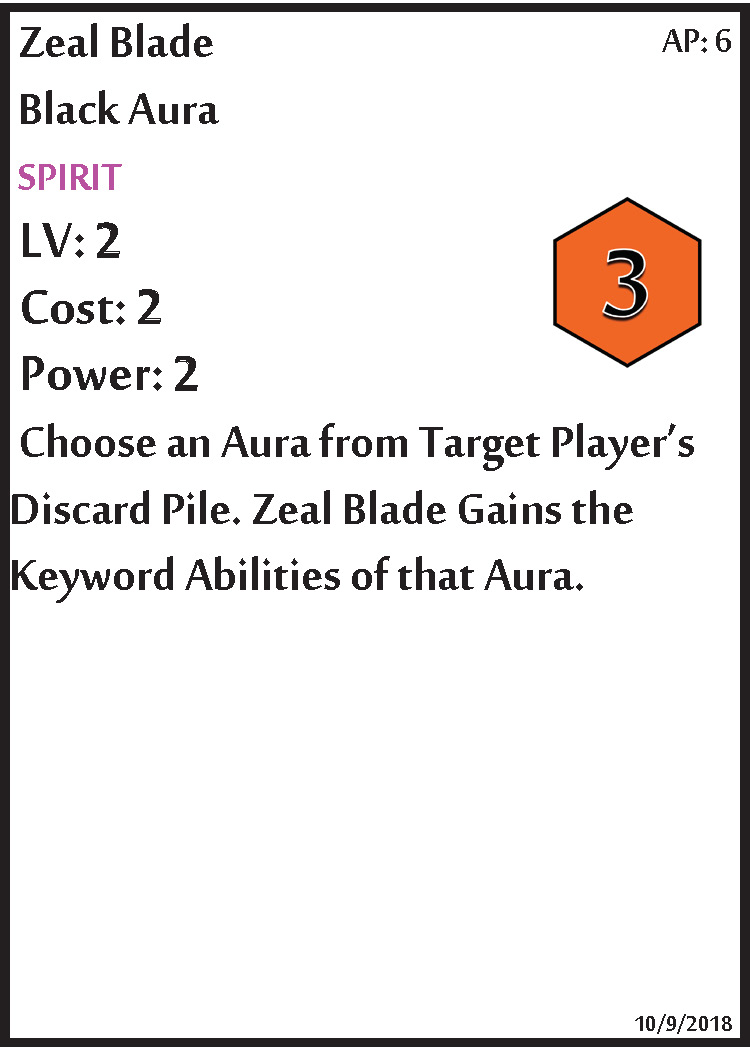 Zeal Blade
AP: 6
Black Aura
SPIRIT
LV: 2
Cost: 2
3
Power: 2
Choose an Aura from Target Player's
Discard Pile. Zeal Blade Gains the
Keyword Abilities of that Aura.
10/9/2018